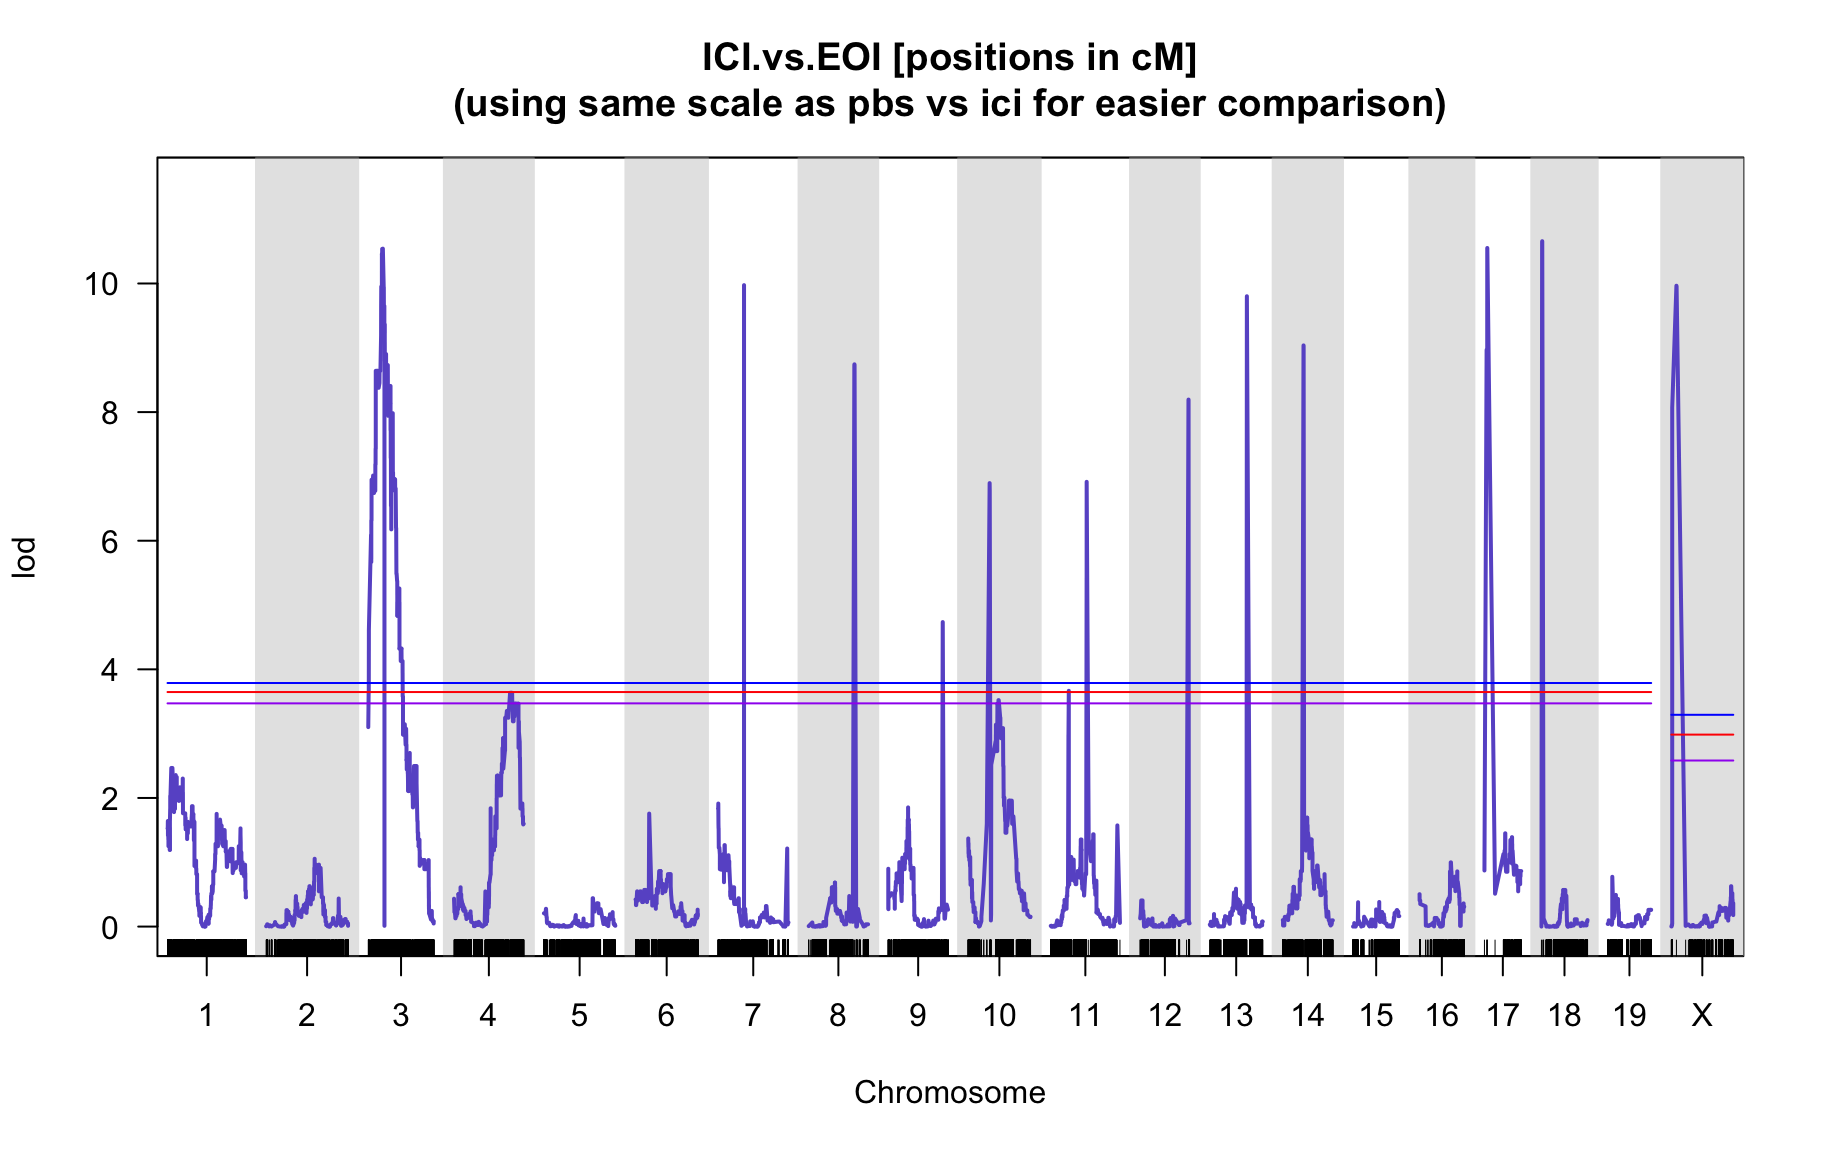 ICI.vs.EOI [positions in cM]
(using same scale as pbs vs ici for easier comparison)
10
8
6
4
2
0
lod
1 2 3 4 5 6 7 8 9 10 11 12 13 14 15 16 17 18 19 X
Chromosome